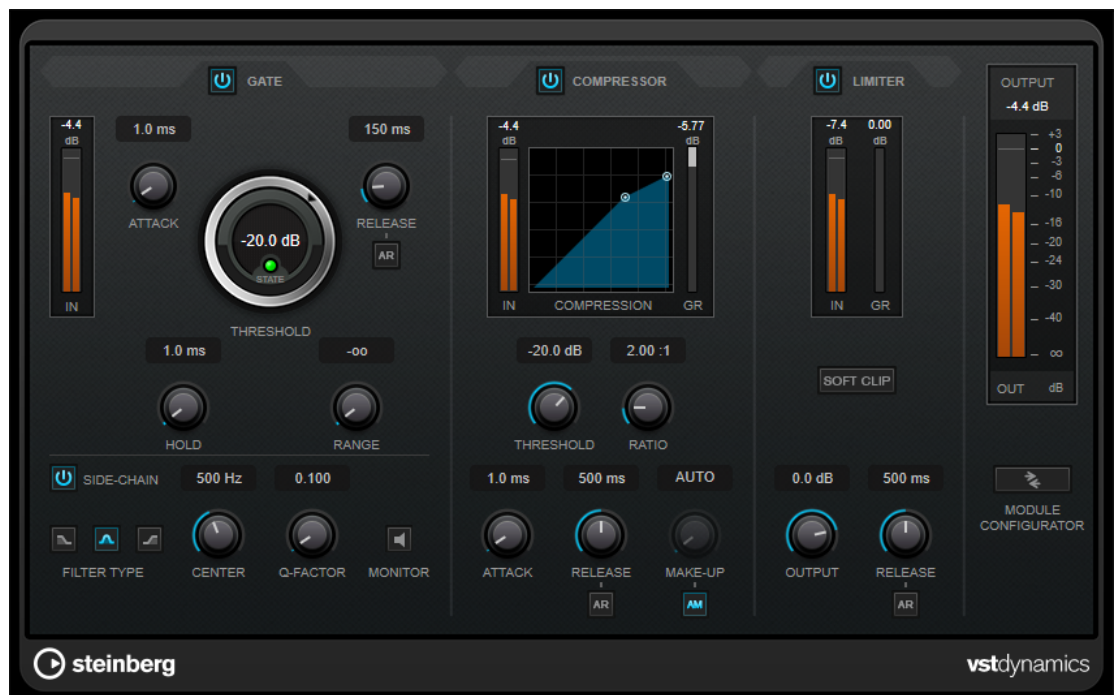 GATE
-4.4
dB
1.0 ms
ATTACK
150 ms
RELEASE
AR
-20.0 dB
STATE
THRESHOLD
IN
1.0 ms
HOLD
-oo
RANGE
SIDE-CHAIN
500 Hz
0.100
FILTER TYPE
CENTER
Q-FACTOR
MONITOR
COMPRESSOR
-4.4
dB
-5.77
dB
IN
COMPRESSION
GR
-20.0 dB
2.00 :1
THRESHOLD
RATIO
1.0 ms
500 ms
AUTO
ATTACK
RELEASE
MAKE-UP
AR
AM
LIMITER
-7.4
0.00
dB
dB
IN
GR
SOFT CLIP
0.0 dB
500 ms
OUTPUT
RELEASE
AR
OUTPUT
-4.4 dB
+3
0
-3
-6
-10
-16
-20
-24
-30
-40
oo
OUT dB
MODULE
CONFIGURATOR
steinberg
vstdynamics